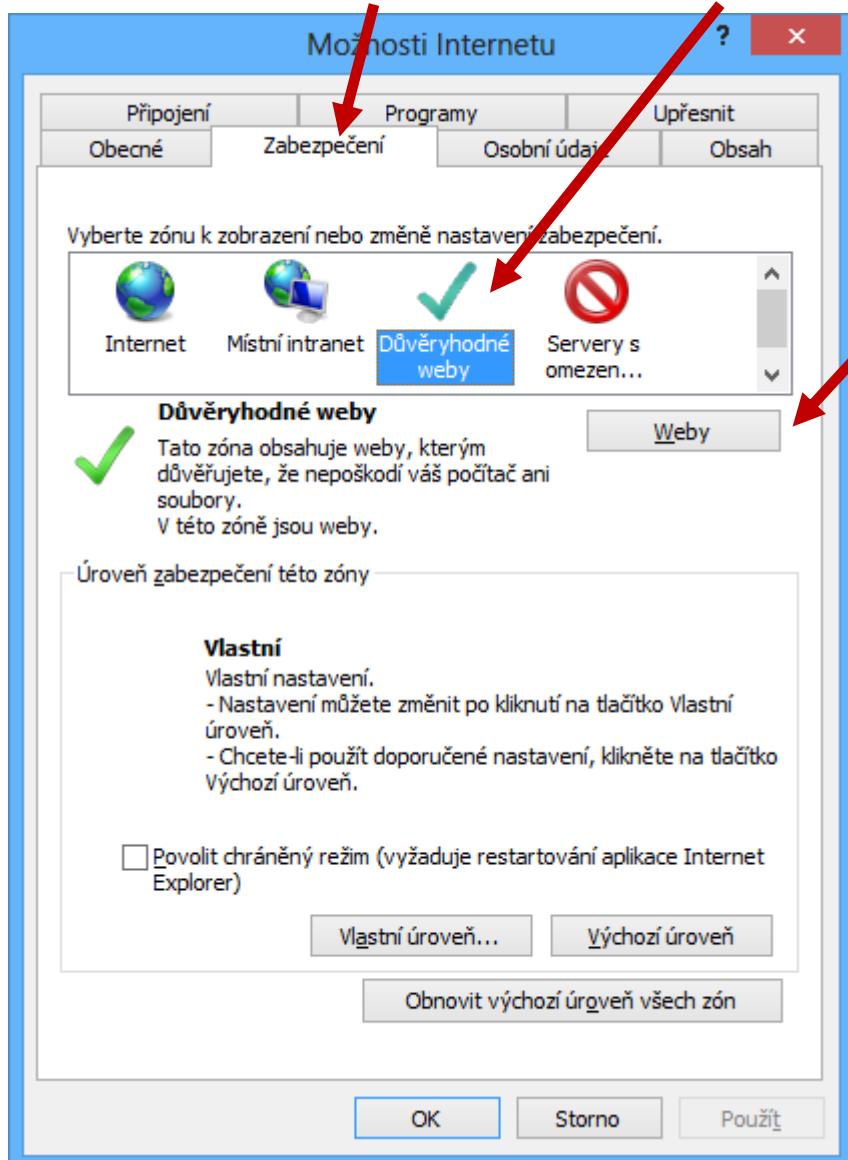 Možnosti Internetu
?
Připojení Programy Upřesnit
Obecné Zabezpečení Osobní údaje Obsah
Vyberte zónu k zobrazení nebo změně nastavení zabezpečení.
Internet Místní intranet Důvěryhodné Servery s
weby omezen...
Důvěryhodné weby
Weby
Tato zóna obsahuje weby, kterým
důvěřujete, že nepoškodí váš počítač ani
soubory.
V této zóně jsou weby.
Úroveň zabezpečení této zóny
Vlastní
Vlastní nastavení.
- Nastavení můžete změnit po kliknutí na tlačítko Vlastní
úroveň.
- Chcete-li použít doporučené nastavení, klikněte na tlačítko
Výchozí úroveň.
Povolit chráněný režim (vyžaduje restartování aplikace Internet
Explorer)
Vlastní úroveň... Výchozí úroveň
Obnovit výchozí úroveň všech zón
OK Storno Použít